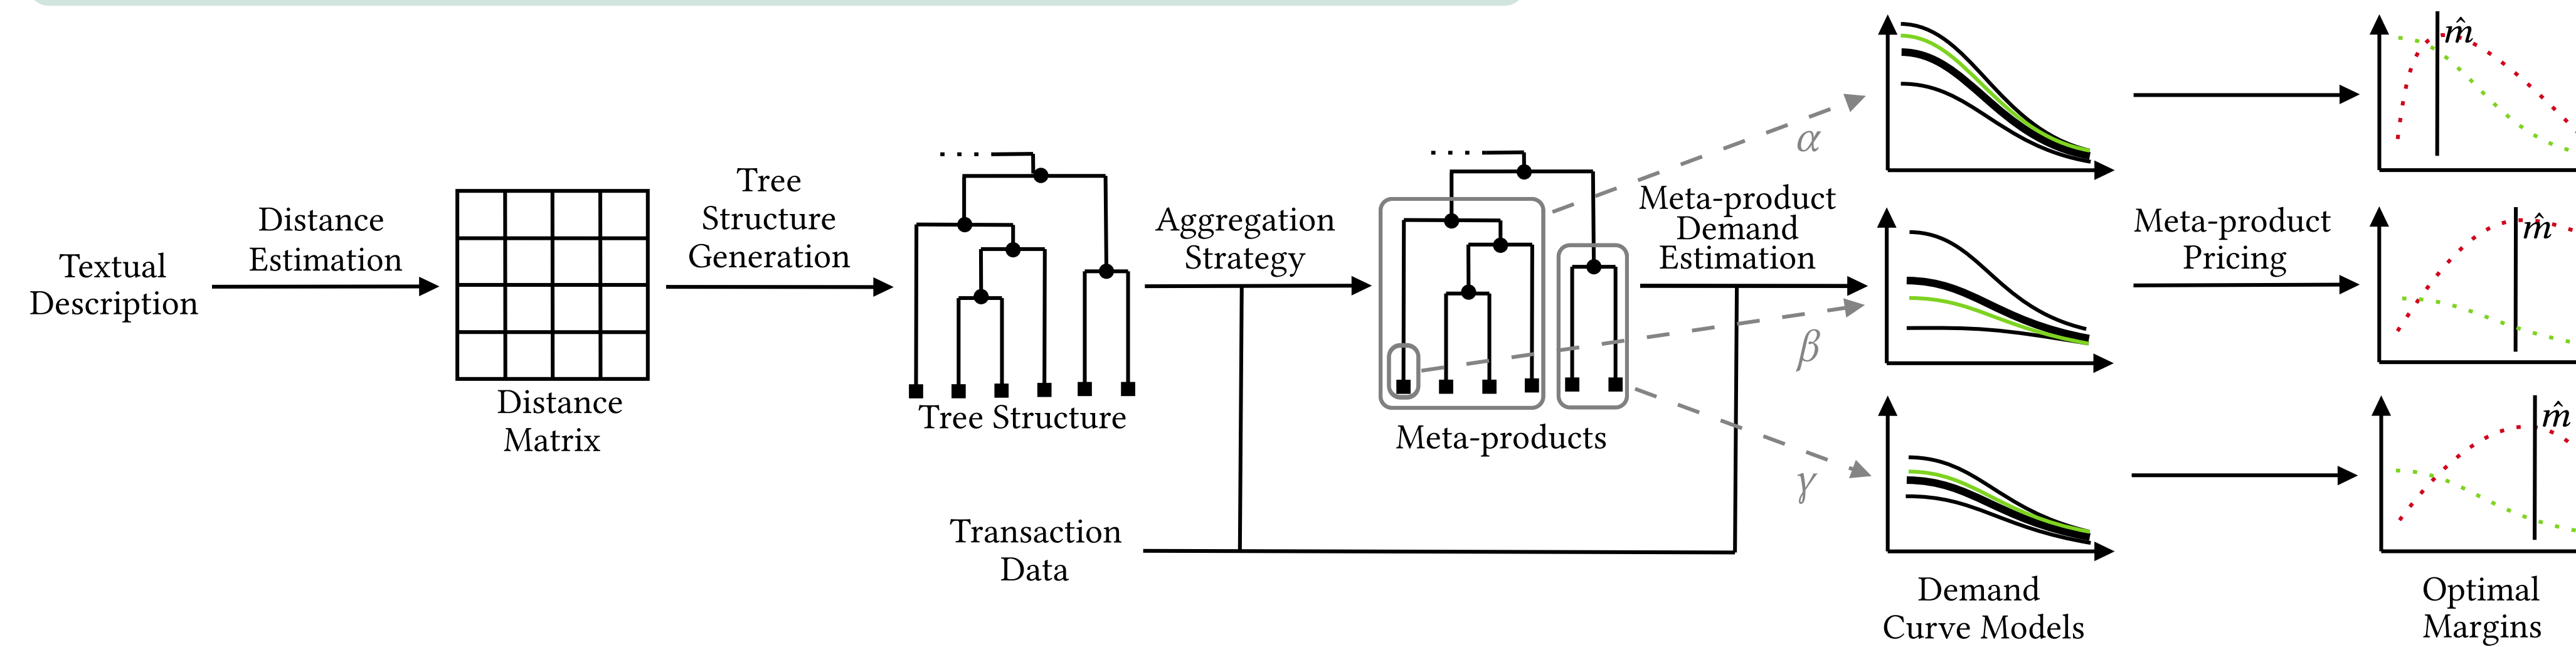 Textual
Description
Distance
Estimation
Distance
Matrix
Tree
Structure
Generation
. . . .
Tree Structure
Aggregation
Strategy
Transaction
Data
. . . .
Meta-products
Meta-product
Demand
Estimation
α
β
γ
Demand
Curve Models
Meta-product
Pricing
m̂
m̂
m̂
Optimal
Margins